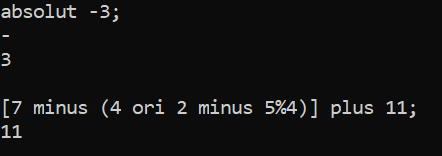 absolut -3;
-
3
[7 minus (4 ori 2 minus 5%4)] plus 11;
11